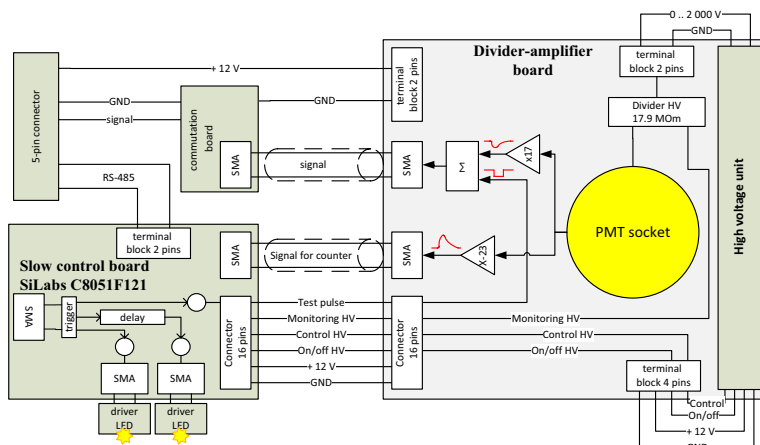 0 .. 2 000 V
GND
Divider-amplifier
board
terminal
block 2 pins
+ 12 V
terminal
block 2 pins
GND
signal
GND
5-pin connector
commutation
board
Divider HV
17.9 MOm
High voltage unit
SMA
signal
SMA
Σ
x17
RS-485
PMT socket
terminal
block 2 pins
SMA
Signal for counter
SMA
X-23
Slow control board
SiLabs C8051F121
SMA
trigger
delay
Connector
16 pins
Test pulse
Monitoring HV
Control HV
On/off HV
+ 12 V
GND
Connector
16 pins
Monitoring HV
Control HV
On/off HV
terminal
block 4 pins
SMA
SMA
driver
LED
driver
LED
Control
On/off
+ 12 V
GND